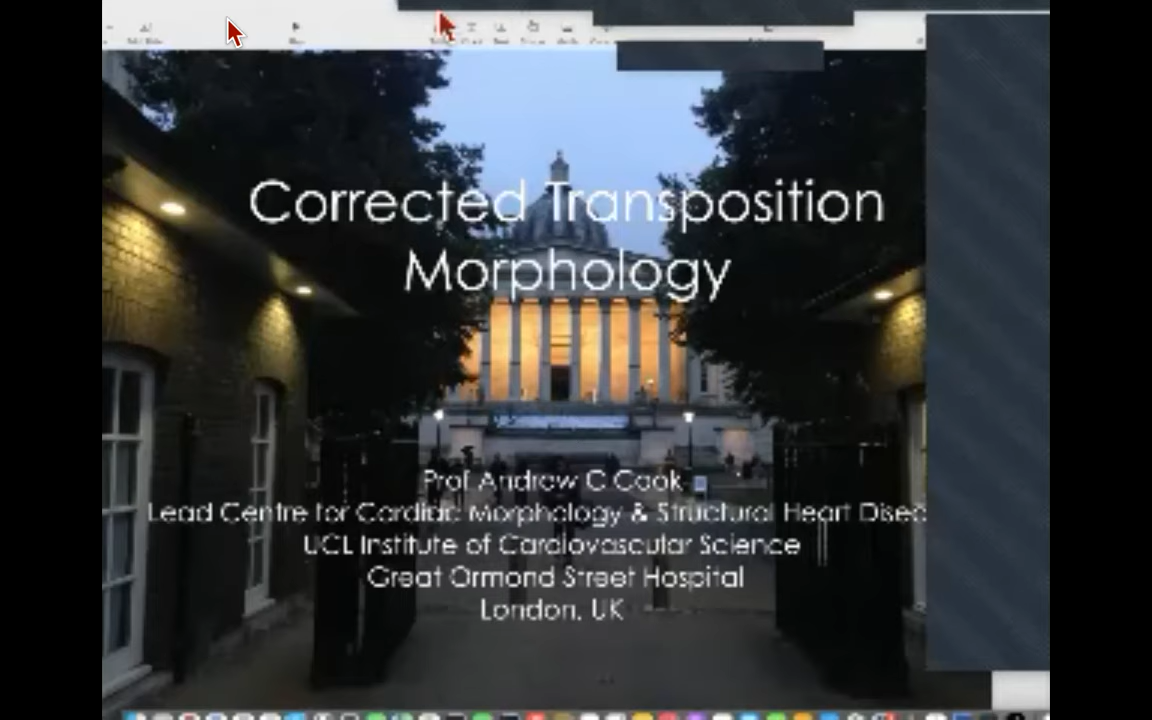 Corrected Transposition
Morphology
Prof Andrew C Cook
Lead Centre for Cardiac Morphology & Structural Heart Disea
UCL Institute of Cardiovascular Science
Great Ormond Street Hospital
London, UK